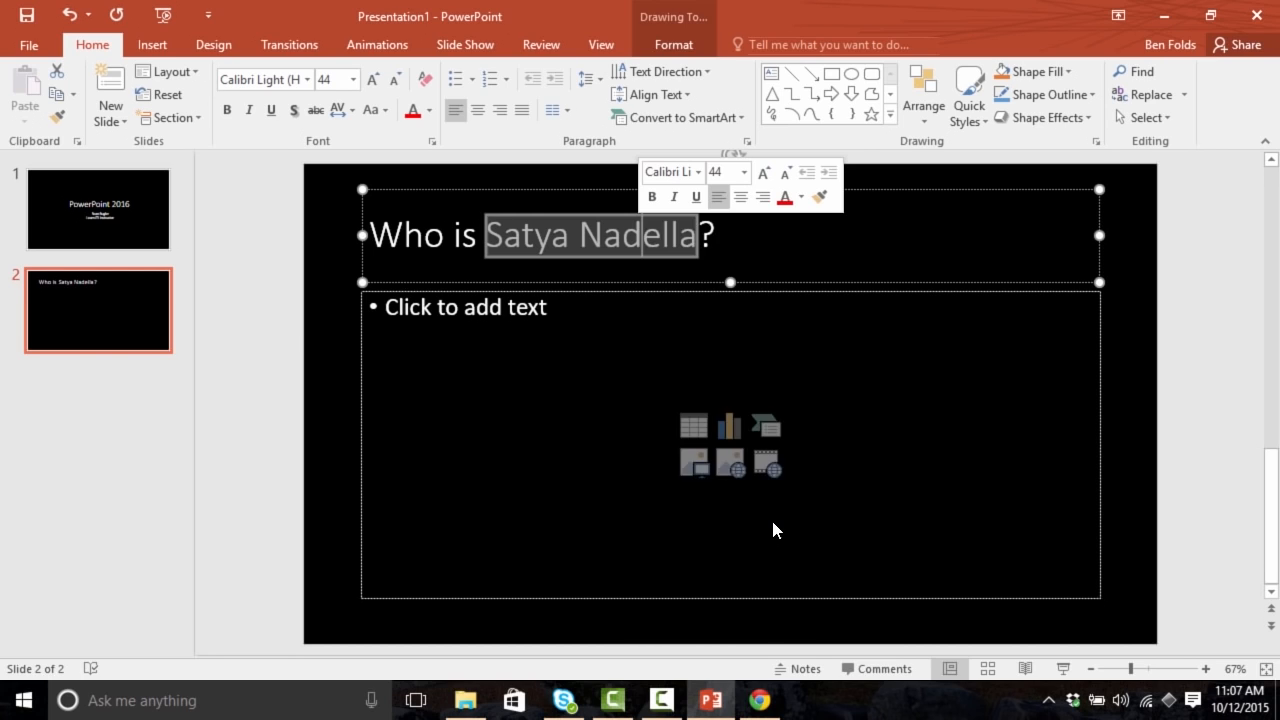 Presentation1 - PowerPoint
Drawing To...
File Home Insert Design Transitions Animations Slide Show Review View Format Tell me what you want to do... Ben Folds Share
Paste
New Slide
Layout
Reset
Section
Calibri Light (H 44
B I U S abc AV Aa A
Text Direction
Align Text
Convert to SmartArt
Arrange
Quick Styles
Shape Fill
Shape Outline
Shape Effects
Find
Replace
Select
Clipboard Slides Font Paragraph Drawing Editing
1
PowerPoint 2016
2
Who is Satya Nadella?
Calibri Li 44
B I U A
Who is Satya Nadella?
• Click to add text
Slide 2 of 2 Notes Comments 67%
Ask me anything
11:07 AM
10/12/2015